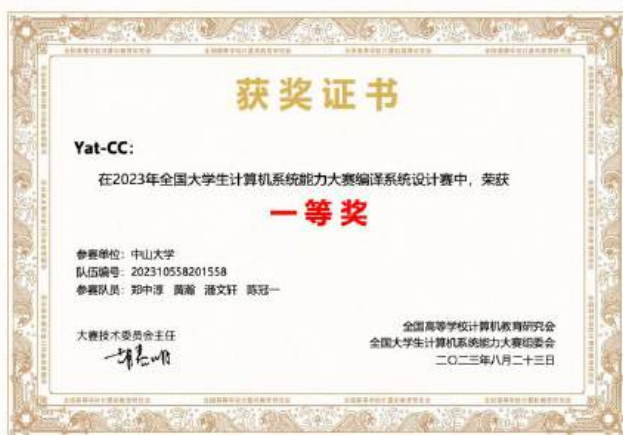 获奖证书
Yat-CC：
在2023年全国大学生计算机系统能力大赛编译系统设计赛中，荣获
一等奖
参赛单位：中山大学
队伍编号：202310558201558
参赛队员：郑中淳 黄瀚 潘文轩 陈冠一
大赛技术委员会主任
全国高等学校计算机教育研究会
全国大学生计算机系统能力大赛组委会
二〇二三年八月二十三日